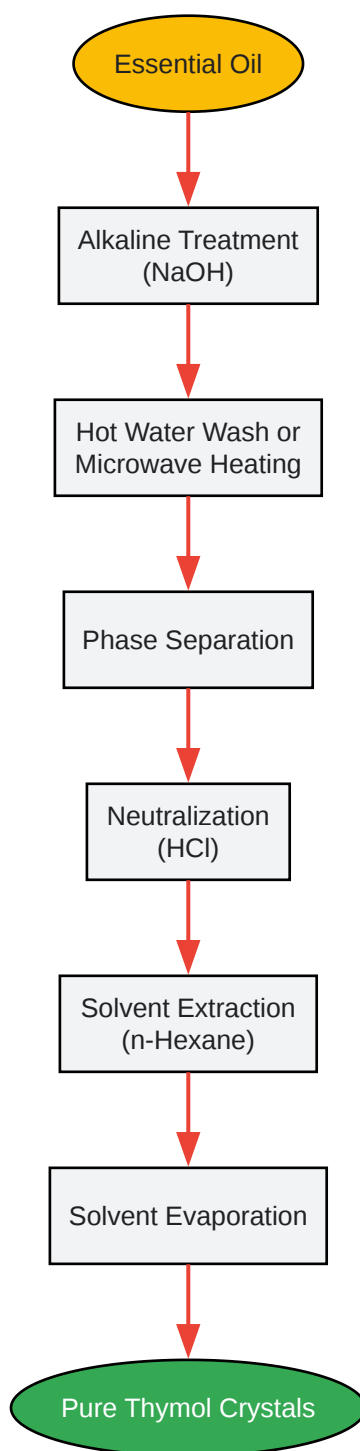 Essential Oil
Alkaline Treatment
(NaOH)
Hot Water Wash or
Microwave Heating
Phase Separation
Neutralization
(HCl)
Solvent Extraction
(n-Hexane)
Solvent Evaporation
Pure Thymol Crystals